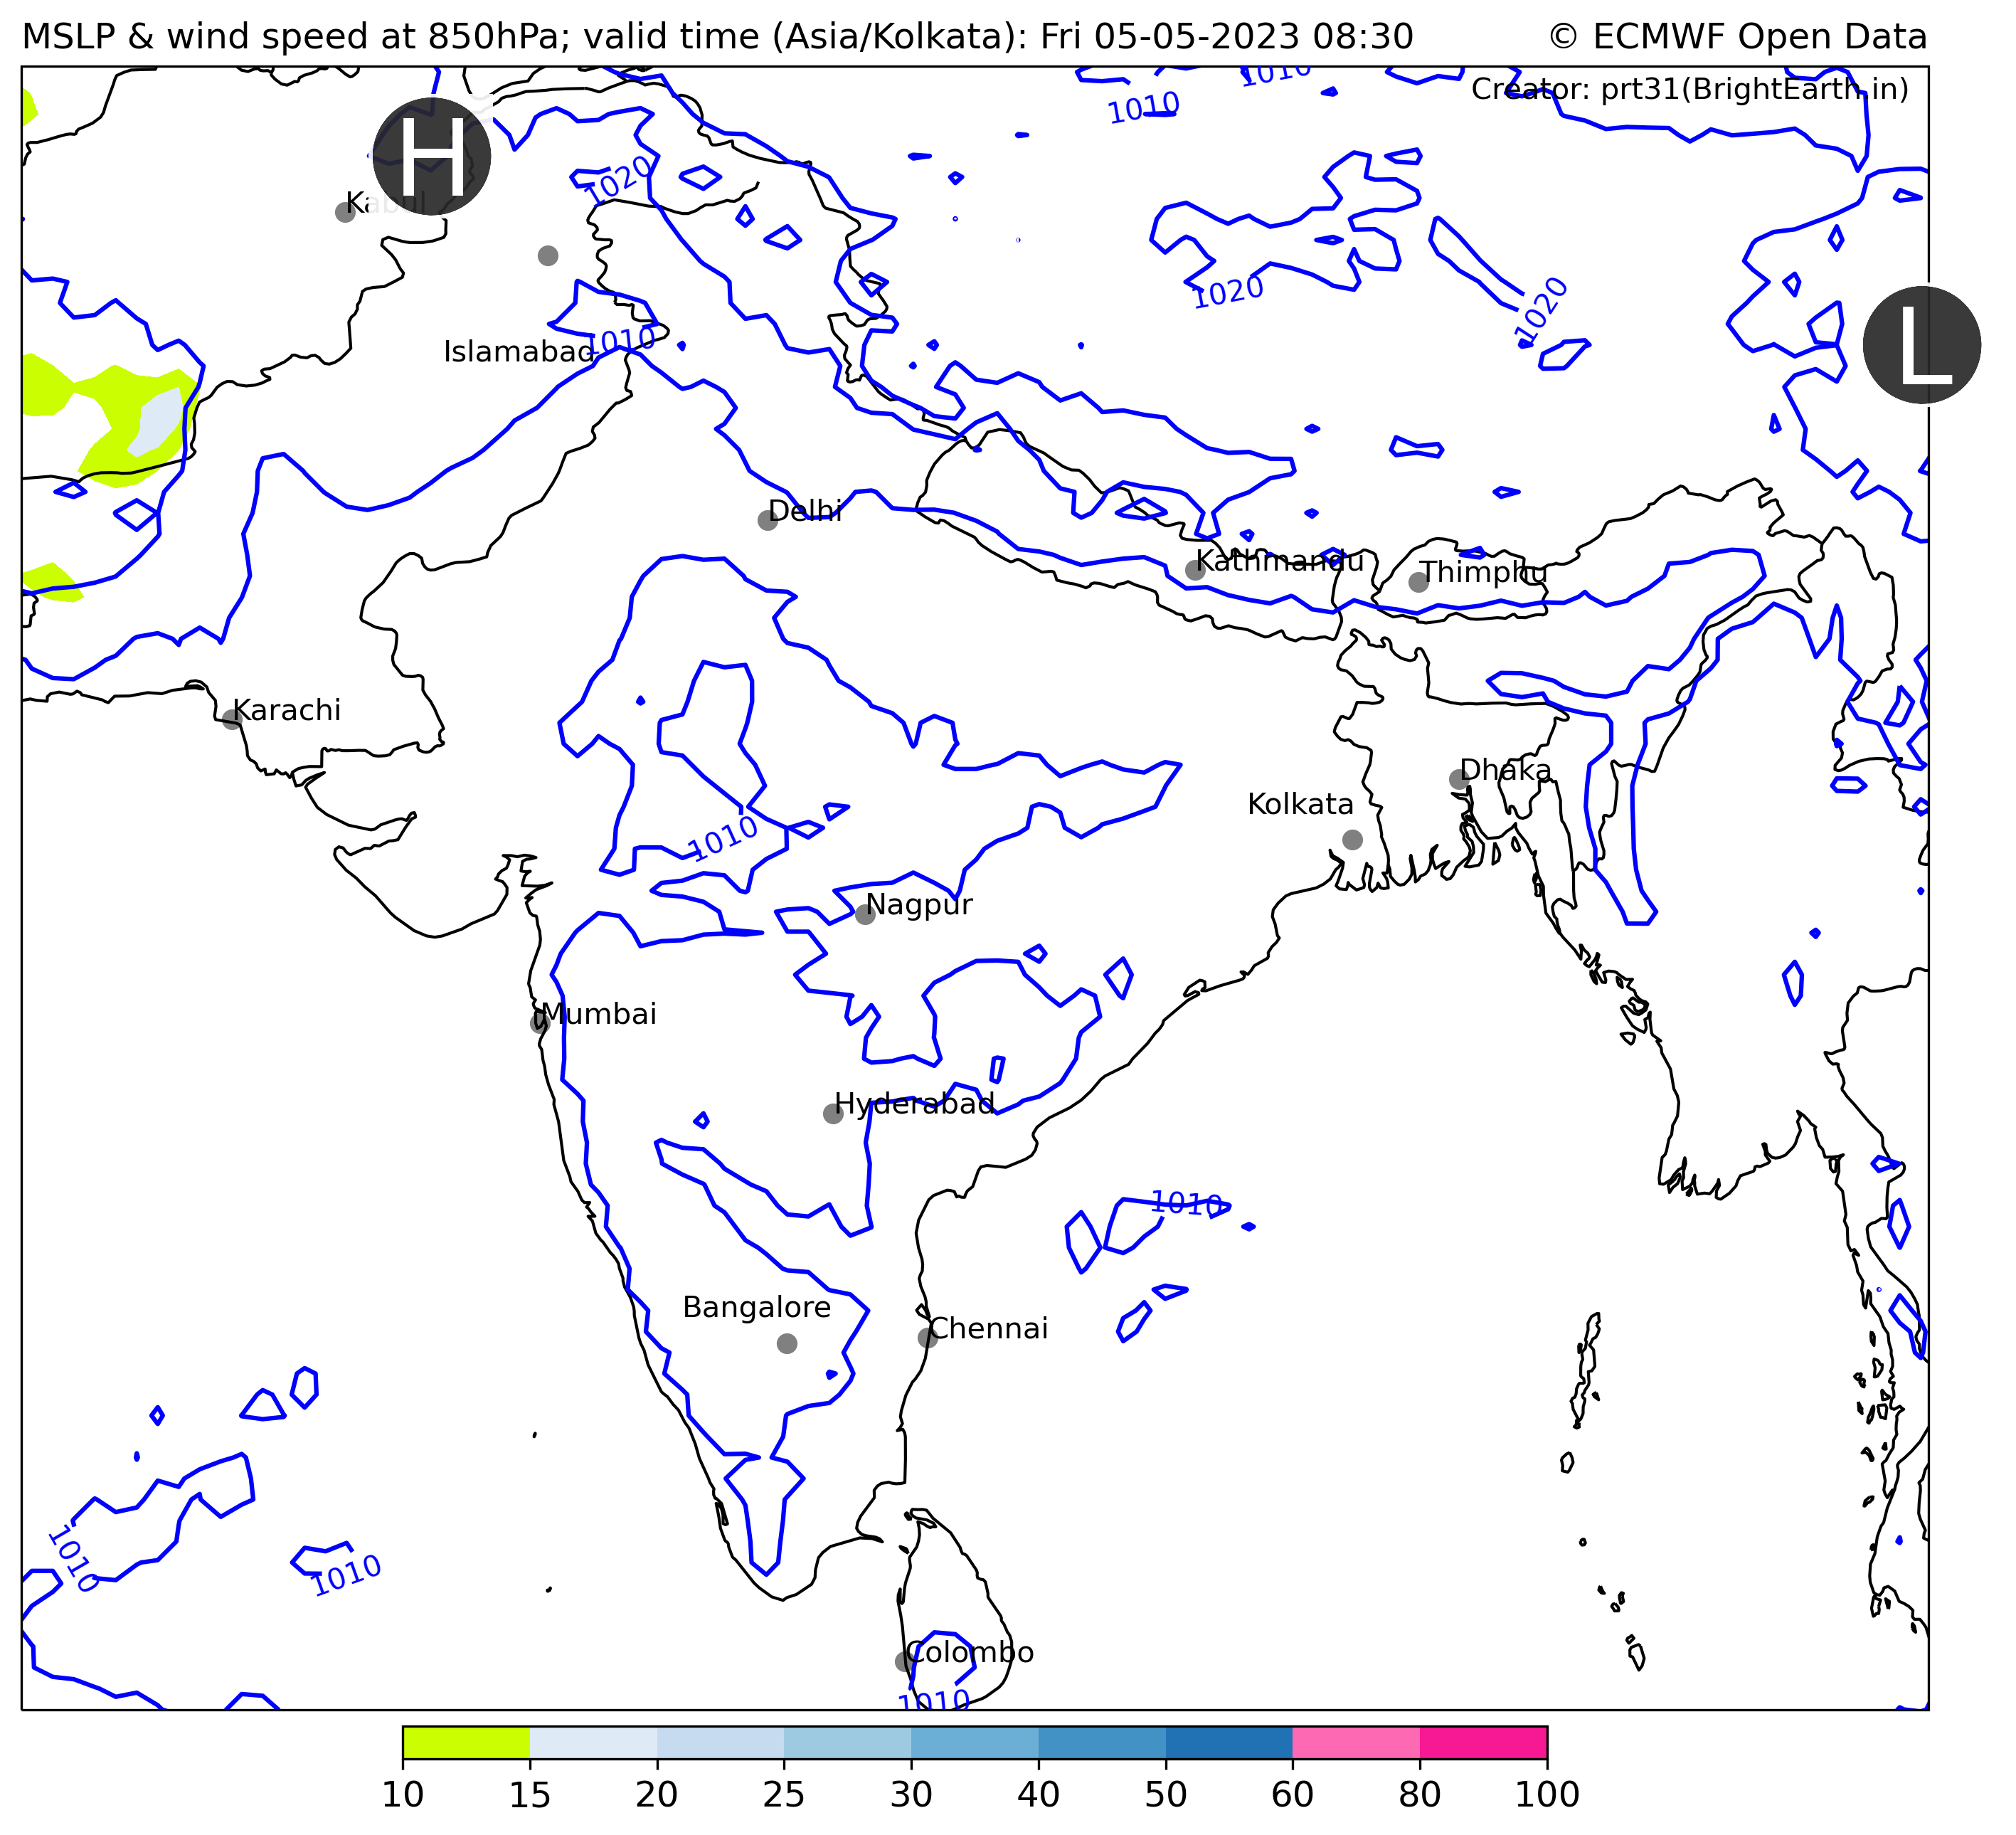 MSLP & wind speed at 850hPa; valid time (Asia/Kolkata): Fri 05-05-2023 08:30 © ECMWF Open Data
1010
Creator: prt31(BrightEarth.in)
1010
H
1020
Kabul
1020
1020
L
Islamabad
1010
Delhi
Kathmandu
Thimphu
Karachi
Dhaka
Kolkata
1010
Nagpur
Mumbai
Hyderabad
1010
Bangalore
Chennai
1010
1010
Colombo
1010
10 15 20 25 30 40 50 60 80 100